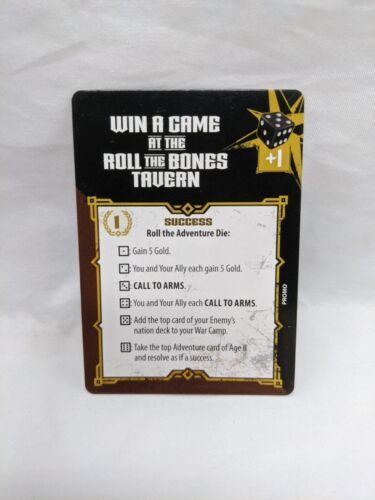 WIN A GAME
AT THE
ROLL THE BONES
TAVERN
+1
1
SUCCESS
Roll the Adventure Die:
⚀: Gain 5 Gold.
⚁: You and Your Ally each gain 5 Gold.
⚂: CALL TO ARMS.
⚃: You and Your Ally each CALL TO ARMS.
⚄: Add the top card of your Enemy's
nation deck to your War Camp.
⚅: Take the top Adventure card of Age II
and resolve as if a success.
PROMO